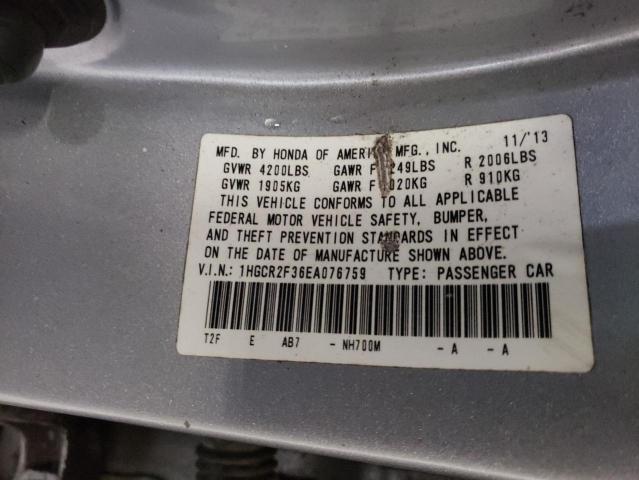 MFD. BY HONDA OF AMERICA MFG., INC. 11/'13
GVWR 4200LBS GAWR F 249LBS R 2006LBS
GVWR 1905KG GAWR F 020KG R 910KG
THIS VEHICLE CONFORMS TO ALL APPLICABLE
FEDERAL MOTOR VEHICLE SAFETY, BUMPER,
AND THEFT PREVENTION STANDARDS IN EFFECT
ON THE DATE OF MANUFACTURE SHOWN ABOVE.
V.I.N.: 1HGCR2F36EA076759 TYPE: PASSENGER CAR
T2F E AB7 - NH700M - A - A